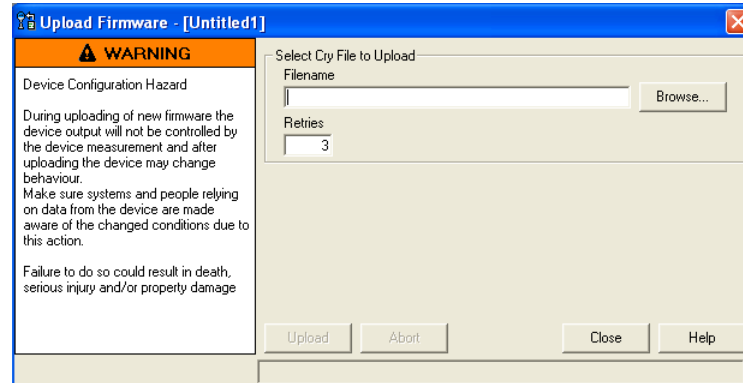 Upload Firmware - [Untitled1]
WARNING
Device Configuration Hazard
During uploading of new firmware the
device output will not be controlled by
the device measurement and after
uploading the device may change
behaviour.
Make sure systems and people relying
on data from the device are made
aware of the changed conditions due to
this action.
Failure to do so could result in death,
serious injury and/or property damage
Select Cry File to Upload
Filename
Browse...
Retries
3
Upload
Abort
Close
Help